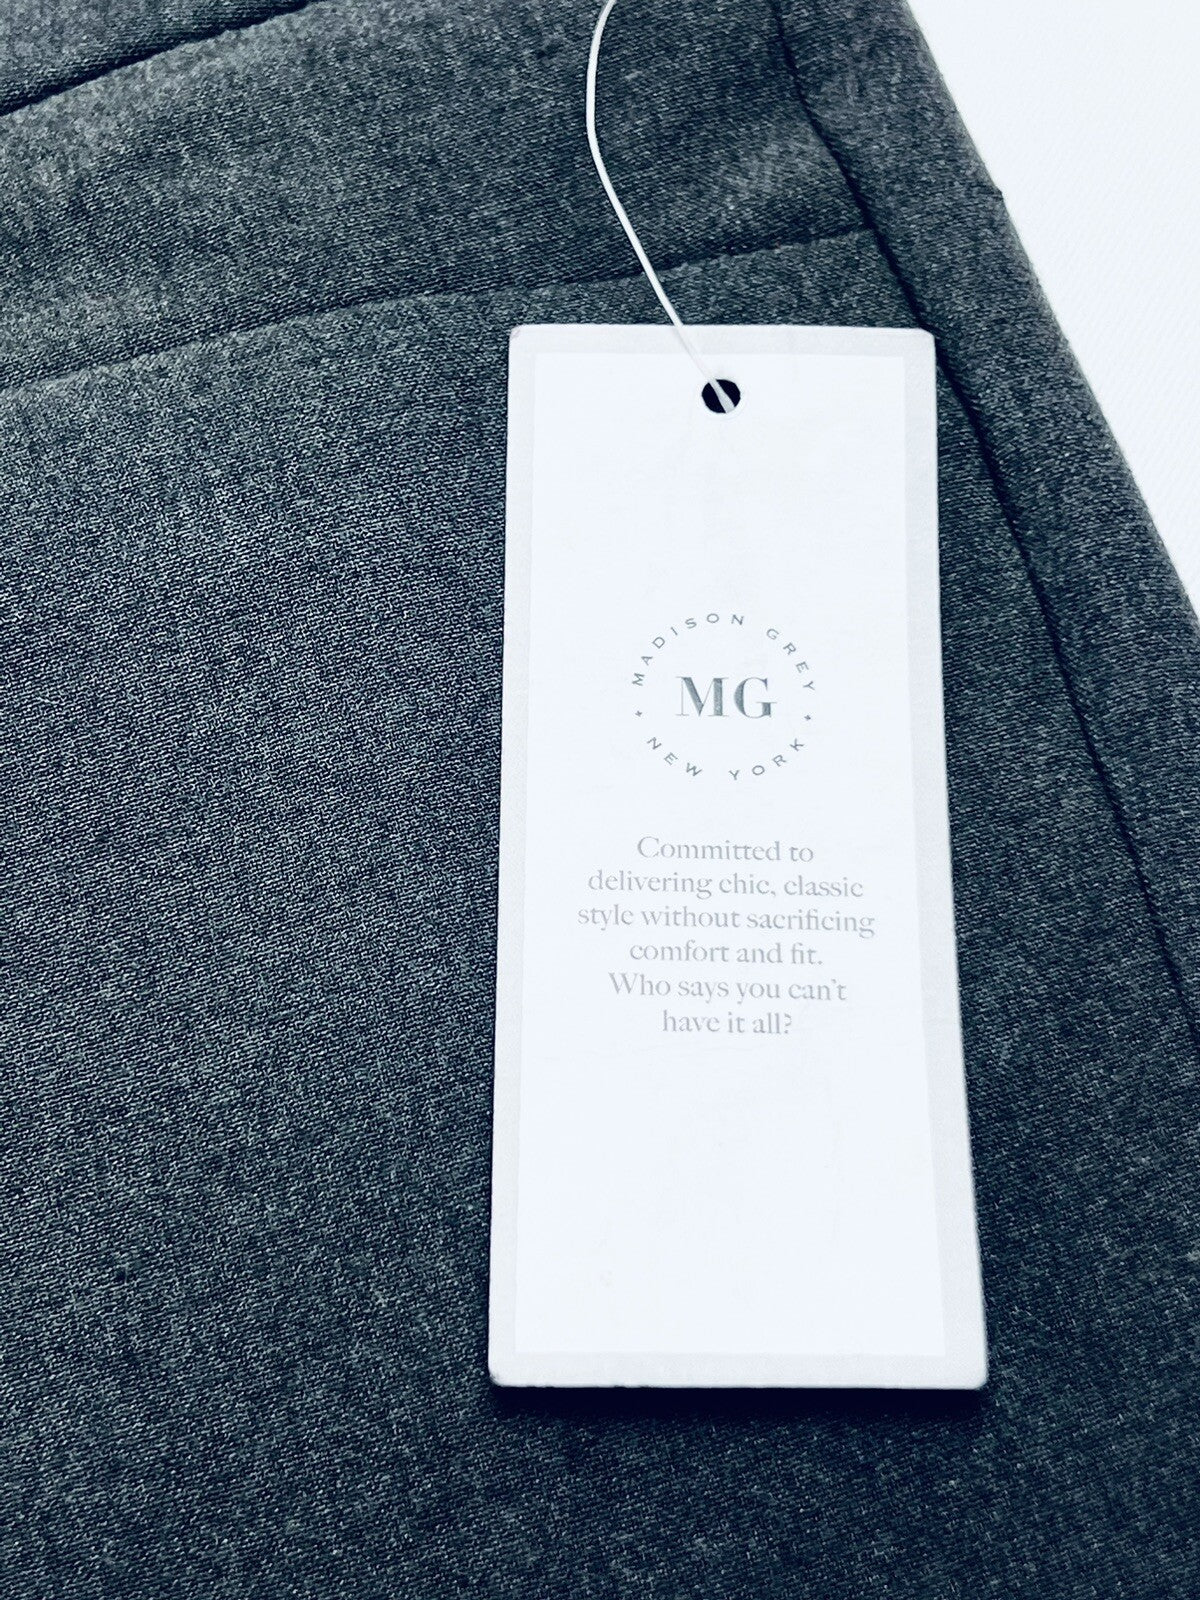 MADISON GREY
MG
NEW YORK
Committed to
delivering chic, classic
style without sacrificing
comfort and fit.
Who says you can't
have it all?